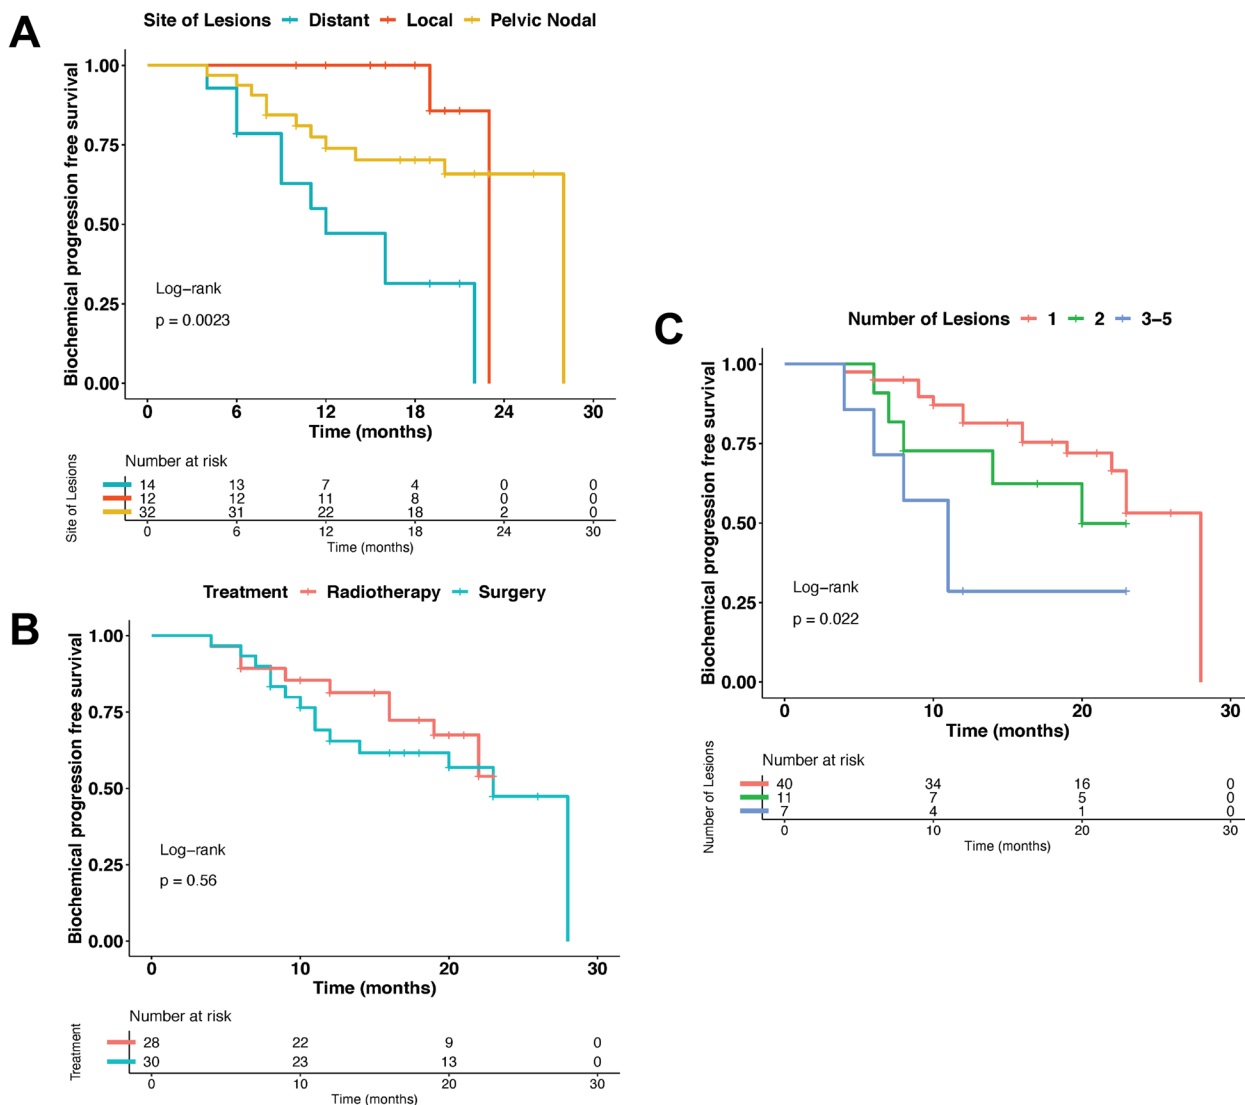 A
Site of Lesions Distant Local Pelvic Nodal
Biochemical progression free survival
1.00
0.75
0.50
0.25
0.00
Log−rank
p = 0.0023
0 6 12 18 24 30
Time (months)
Number at risk
Site of Lesions
14 13 7 4 0 0
12 12 11 8 0 0
32 31 22 18 2 0
0 6 12 18 24 30
Time (months)
B
Treatment Radiotherapy Surgery
Biochemical progression free survival
1.00
0.75
0.50
0.25
0.00
Log−rank
p = 0.56
0 10 20 30
Time (months)
Number at risk
Treatment
28 22 9 0
30 23 13 0
0 10 20 30
Time (months)
C
Number of Lesions 1 2 3−5
Biochemical progression free survival
1.00
0.75
0.50
0.25
0.00
Log−rank
p = 0.022
0 10 20 30
Time (months)
Number at risk
Number of Lesions
40 34 16 0
11 7 5 0
7 4 1 0
0 10 20 30
Time (months)